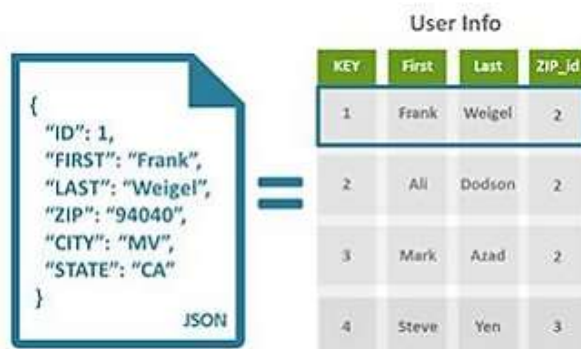 {
"ID": 1,
"FIRST": "Frank",
"LAST": "Weigel",
"ZIP": "94040",
"CITY": "MV",
"STATE": "CA"
}
JSON
=
User Info
KEY First Last ZIP_id
1 Frank Weigel 2
2 Ali Dodson 2
3 Mark Azad 2
4 Steve Yen 3